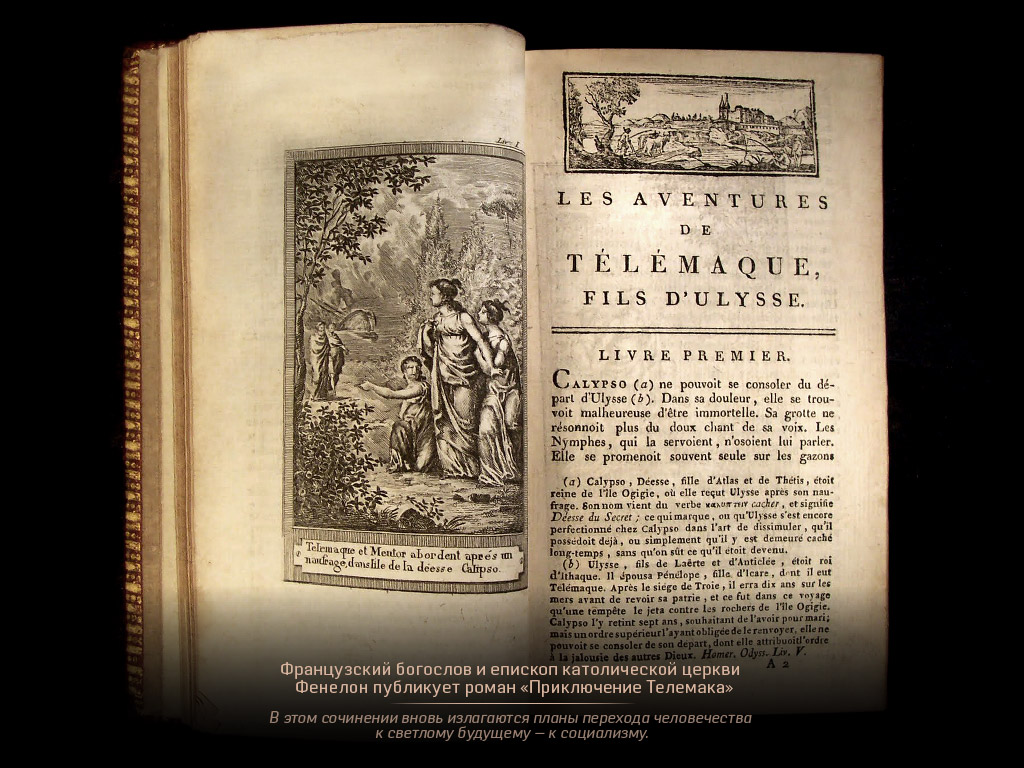 Liv. I
Telemaque et Mentor abordent aprés un
naufrage, dans l'isle de la déesse Calipso.
LES AVENTURES
DE
TÉLÉMAQUE,
FILS D'ULYSSE.
LIVRE PREMIER.
CALYPSO (a) ne pouvoit se consoler du dé-
part d'Ulysse (b). Dans sa douleur, elle se trou-
voit malheureuse d'être immortelle. Sa grotte ne
résonnoit plus du doux chant de sa voix. Les
Nymphes, qui la servoient, n'osoient lui parler.
Elle se promenoit souvent seule sur les gazons
(a) Calypso, Déesse, fille d'Atlas et de Thétis, étoit
reine de l'île Ogigie, où elle reçut Ulysse après son nau-
frage. Son nom vient du verbe καλυπτειν cacher, et signifie
Déesse du Secret; ce qui marque, ou qu'Ulysse s'est encore
perfectionné chez Calypso dans l'art de dissimuler, qu'il
possédoit déjà, ou simplement qu'il y est demeuré caché
long-temps, sans qu'on sût ce qu'il étoit devenu.
(b) Ulysse, fils de Laërte et d'Anticlée, étoit roi
d'Ithaque. Il épousa Pénélope, fille d'Icare, dont il eut
Télémaque. Après le siége de Troie, il erra dix ans sur les
mers avant de revoir sa patrie, et ce fut dans ce voyage
qu'une tempête le jeta contre les rochers de l'île Ogigie.
Calypso l'y retint sept ans, souhaitant de l'avoir pour mari;
mais un ordre supérieur l'ayant obligée de le renvoyer, elle ne
pouvoit se consoler de son départ, dont elle attribuoit l'ordre
à la jalousie des autres Dieux. Homer. Odyss. Liv. V.
A 2
Французский богослов и епископ католической церкви
Фенелон публикует роман «Приключение Телемака»
В этом сочинении вновь излагаются планы перехода человечества
к светлому будущему – к социализму.